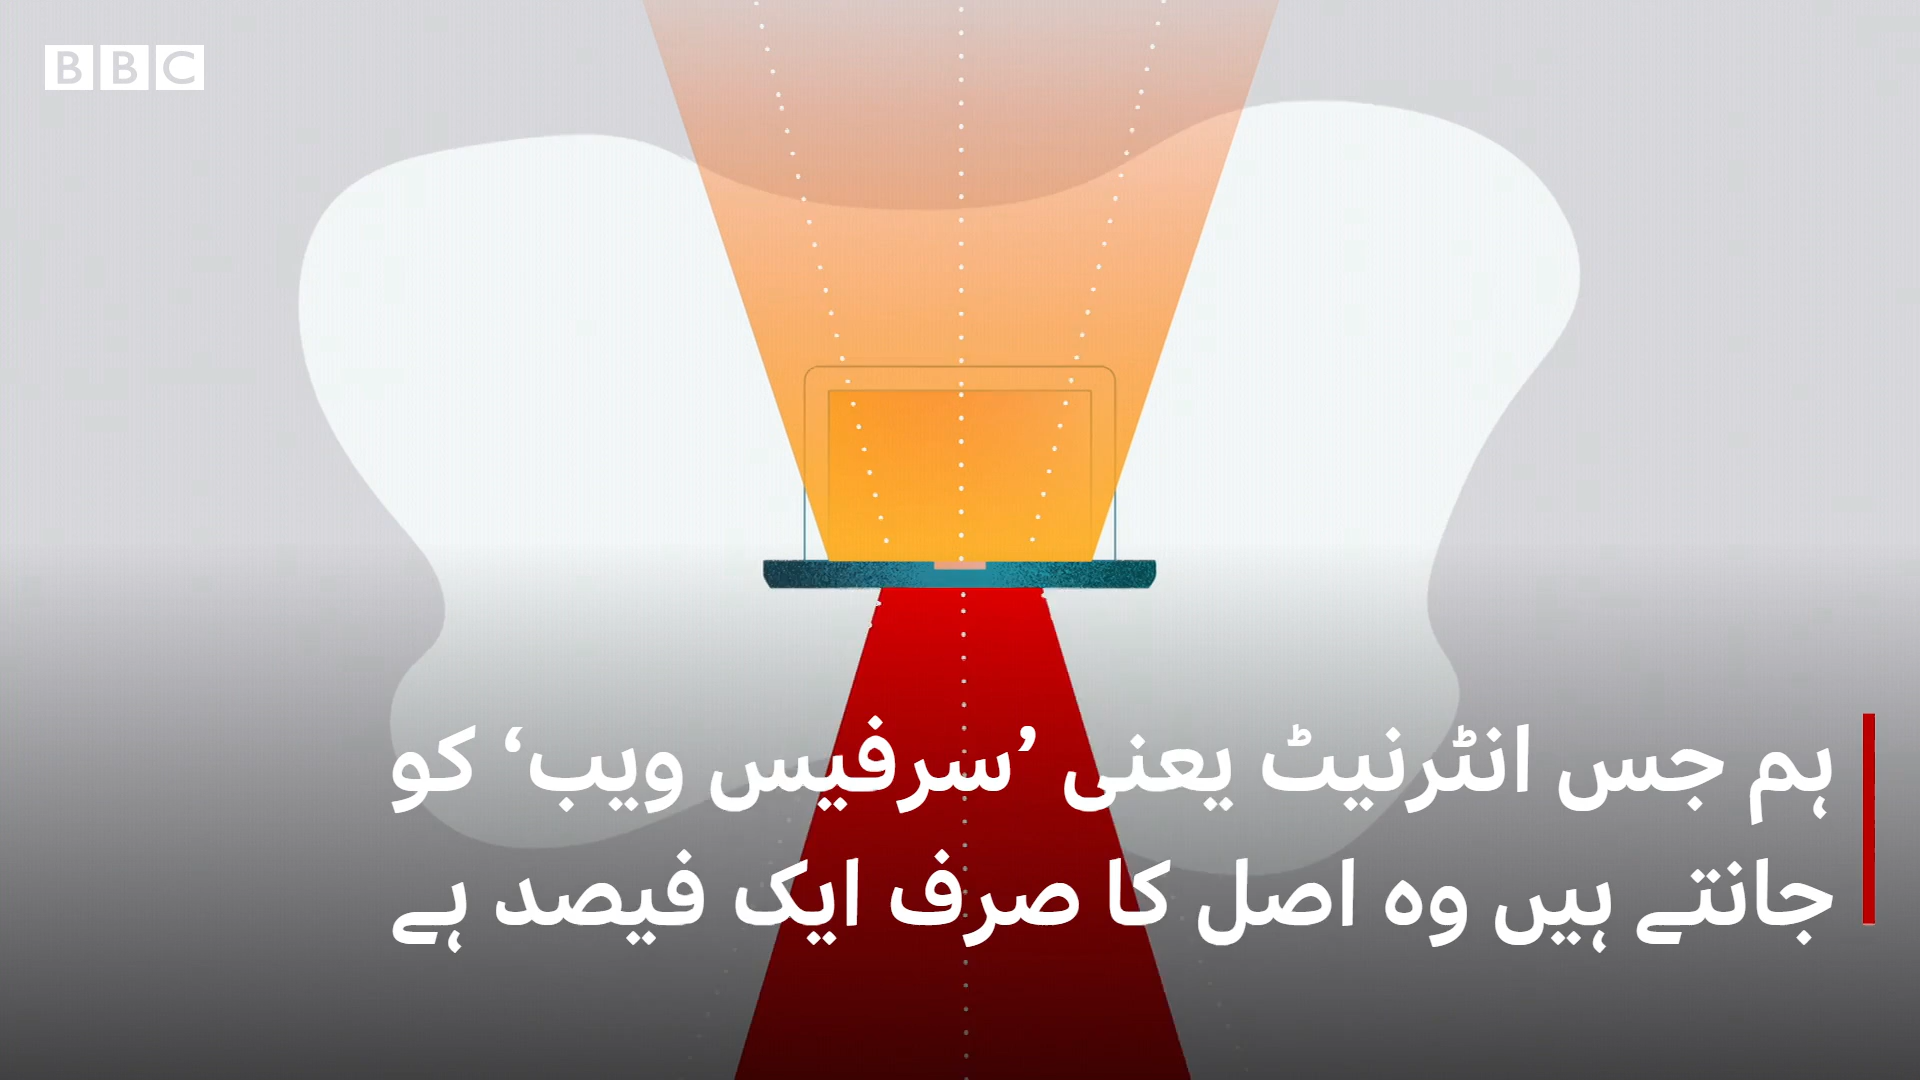 BBC
ہم جس انٹرنیٹ یعنی ’سرفیس ویب‘ کو
جانتے ہیں وہ اصل کا صرف ایک فیصد ہے